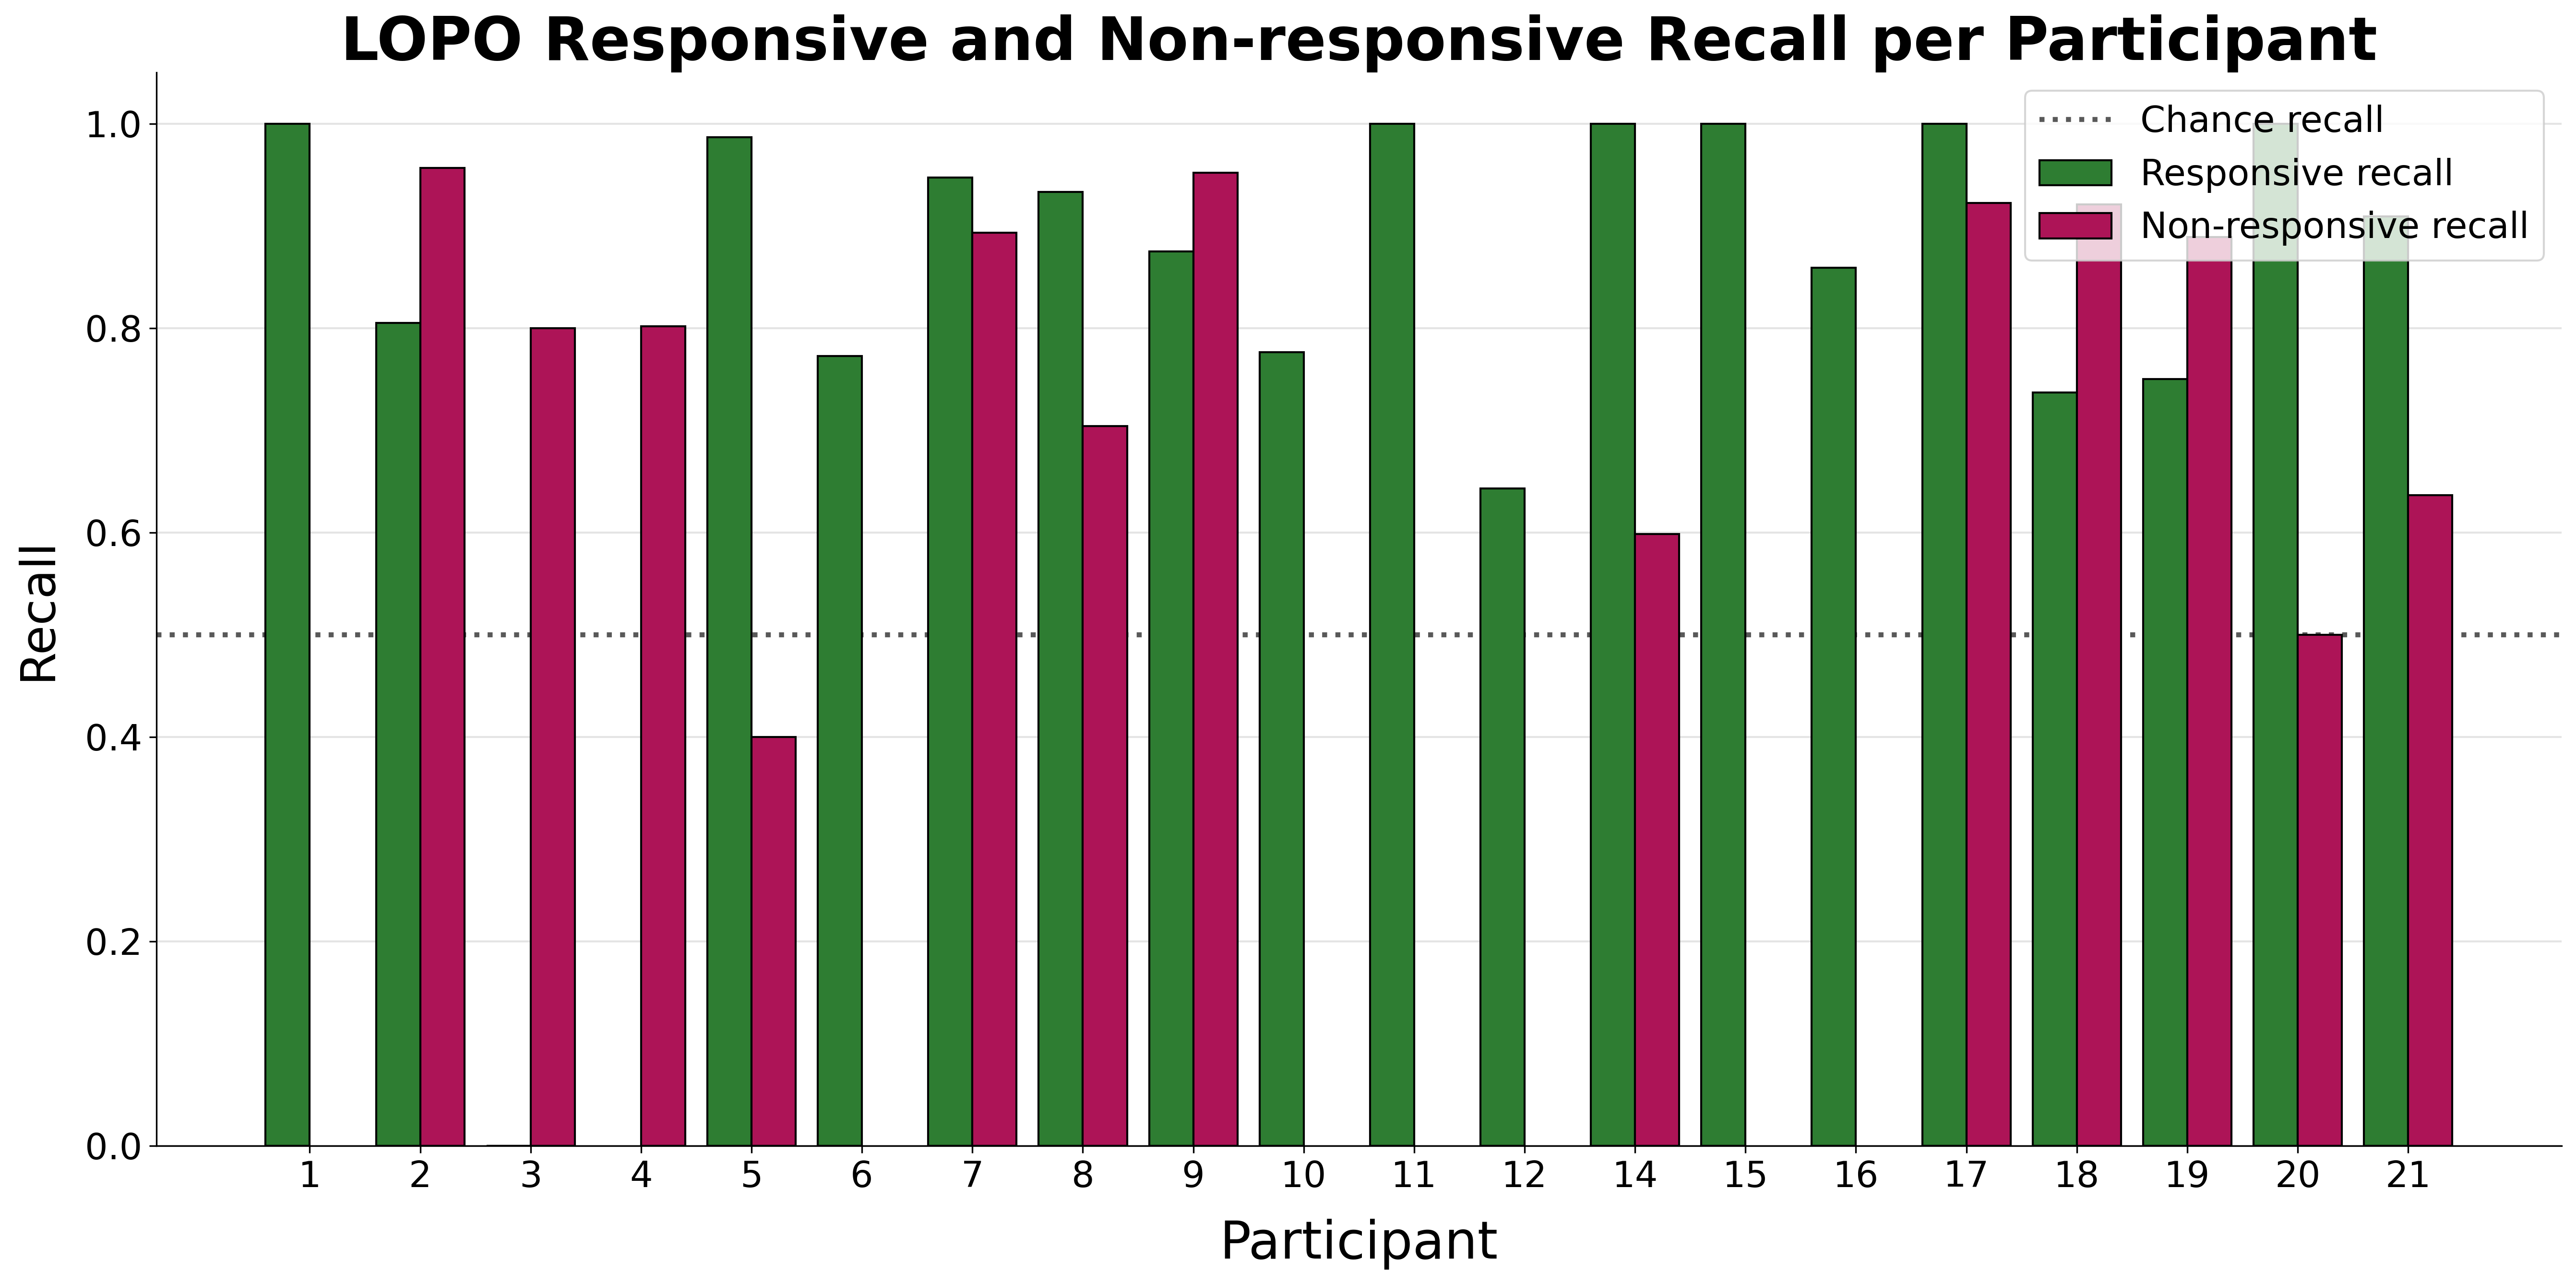 LOPO Responsive and Non-responsive Recall per Participant
Chance recall
Responsive recall
Non-responsive recall
1.0
0.8
0.6
0.4
0.2
0.0
Recall
1 2 3 4 5 6 7 8 9 10 11 12 14 15 16 17 18 19 20 21
Participant